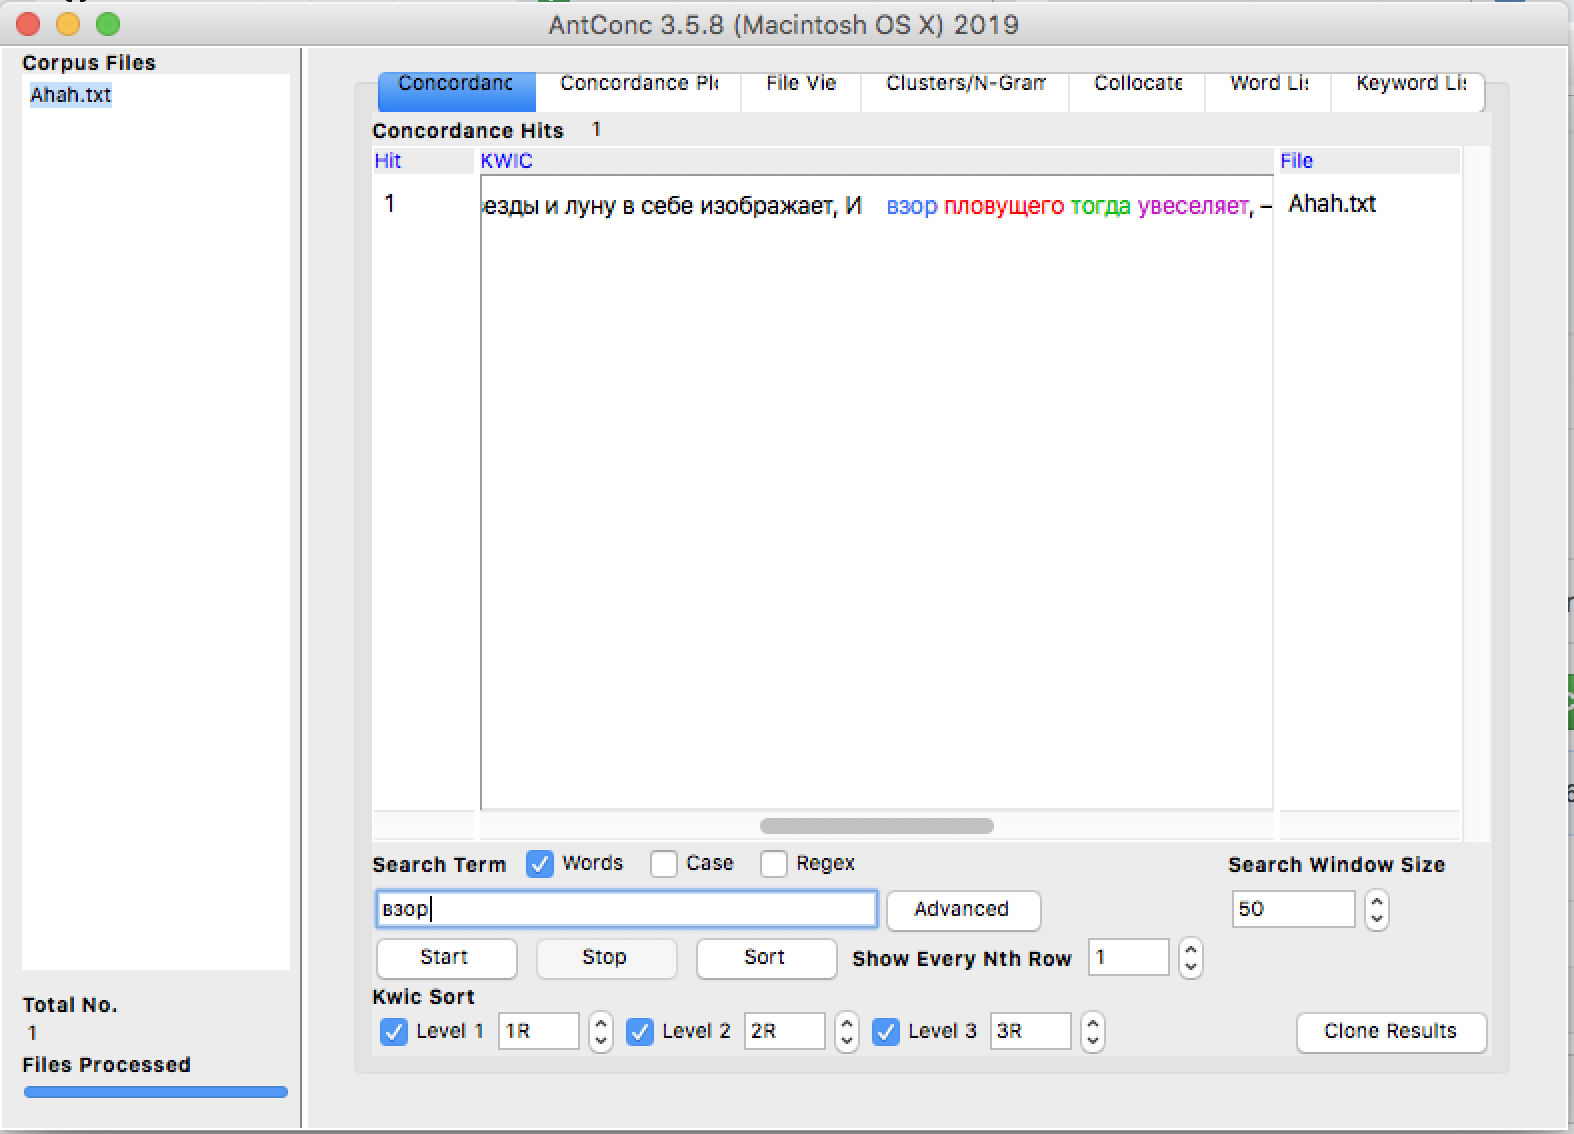 AntConc 3.5.8 (Macintosh OS X) 2019
Corpus Files
Ahah.txt
Concordanc Concordance Pl File Vie Clusters/N-Gram Collocate Word Lis Keyword Lis
Concordance Hits 1
Hit KWIC File
1 езды и луну в себе изображает, И взор пловущего тогда увеселяет, – Ahah.txt
Search Term Words Case Regex Search Window Size
взор Advanced 50
Start Stop Sort Show Every Nth Row 1
Kwic Sort
Level 1 1R Level 2 2R Level 3 3R Clone Results
Total No.
1
Files Processed